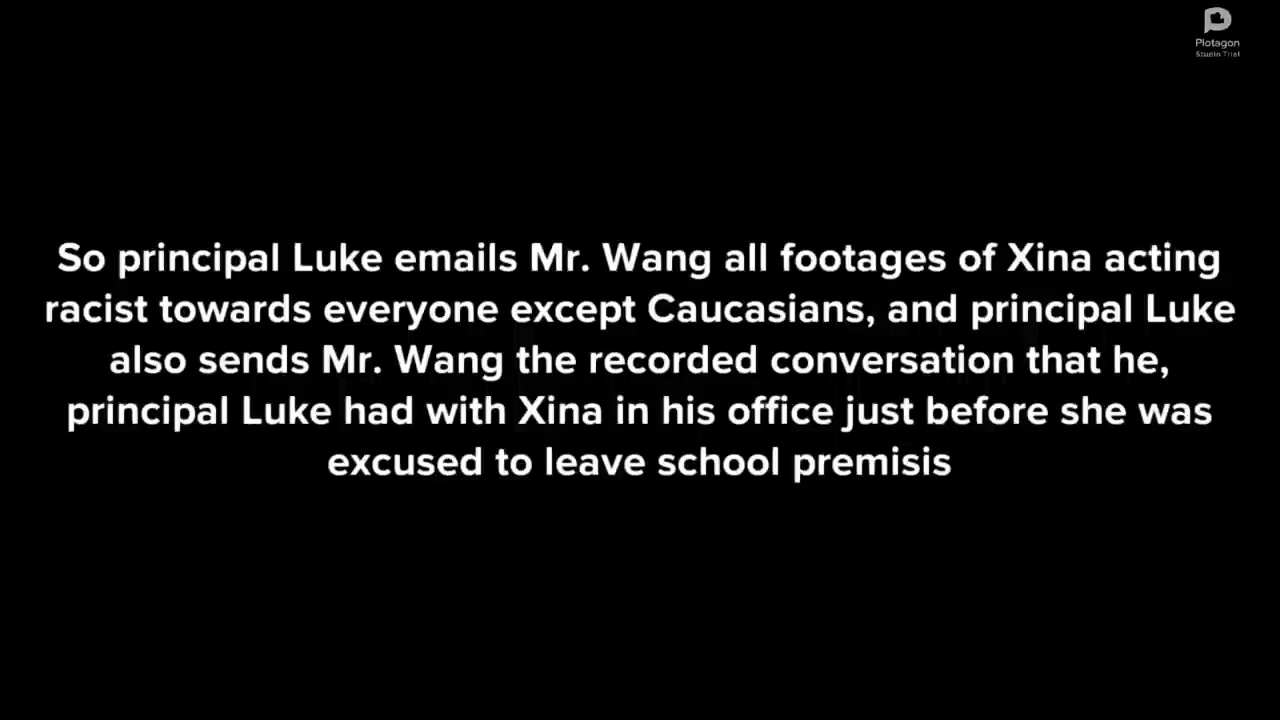 Plotagon
Studio Trial
So principal Luke emails Mr. Wang all footages of Xina acting
racist towards everyone except Caucasians, and principal Luke
also sends Mr. Wang the recorded conversation that he,
principal Luke had with Xina in his office just before she was
excused to leave school premisis